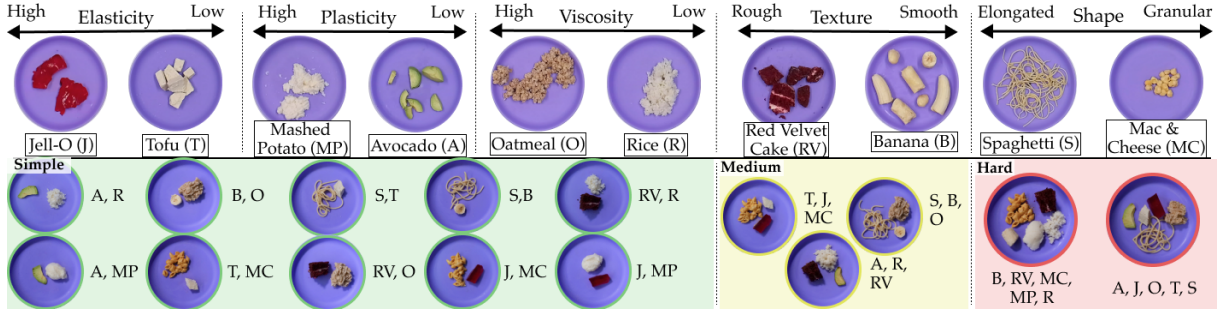 High Elasticity Low
High Plasticity Low
High Viscosity Low
Rough Texture Smooth
Elongated Shape Granular
Jell-O (J)
Tofu (T)
Mashed
Potato (MP)
Avocado (A)
Oatmeal (O)
Rice (R)
Red Velvet
Cake (RV)
Banana (B)
Spaghetti (S)
Mac &
Cheese (MC)
Simple
A, R
B, O
S,T
S,B
RV, R
A, MP
T, MC
RV, O
J, MC
J, MP
Medium
T, J,
MC
S, B,
O
A, R,
RV
Hard
B, RV, MC,
MP, R
A, J, O, T, S